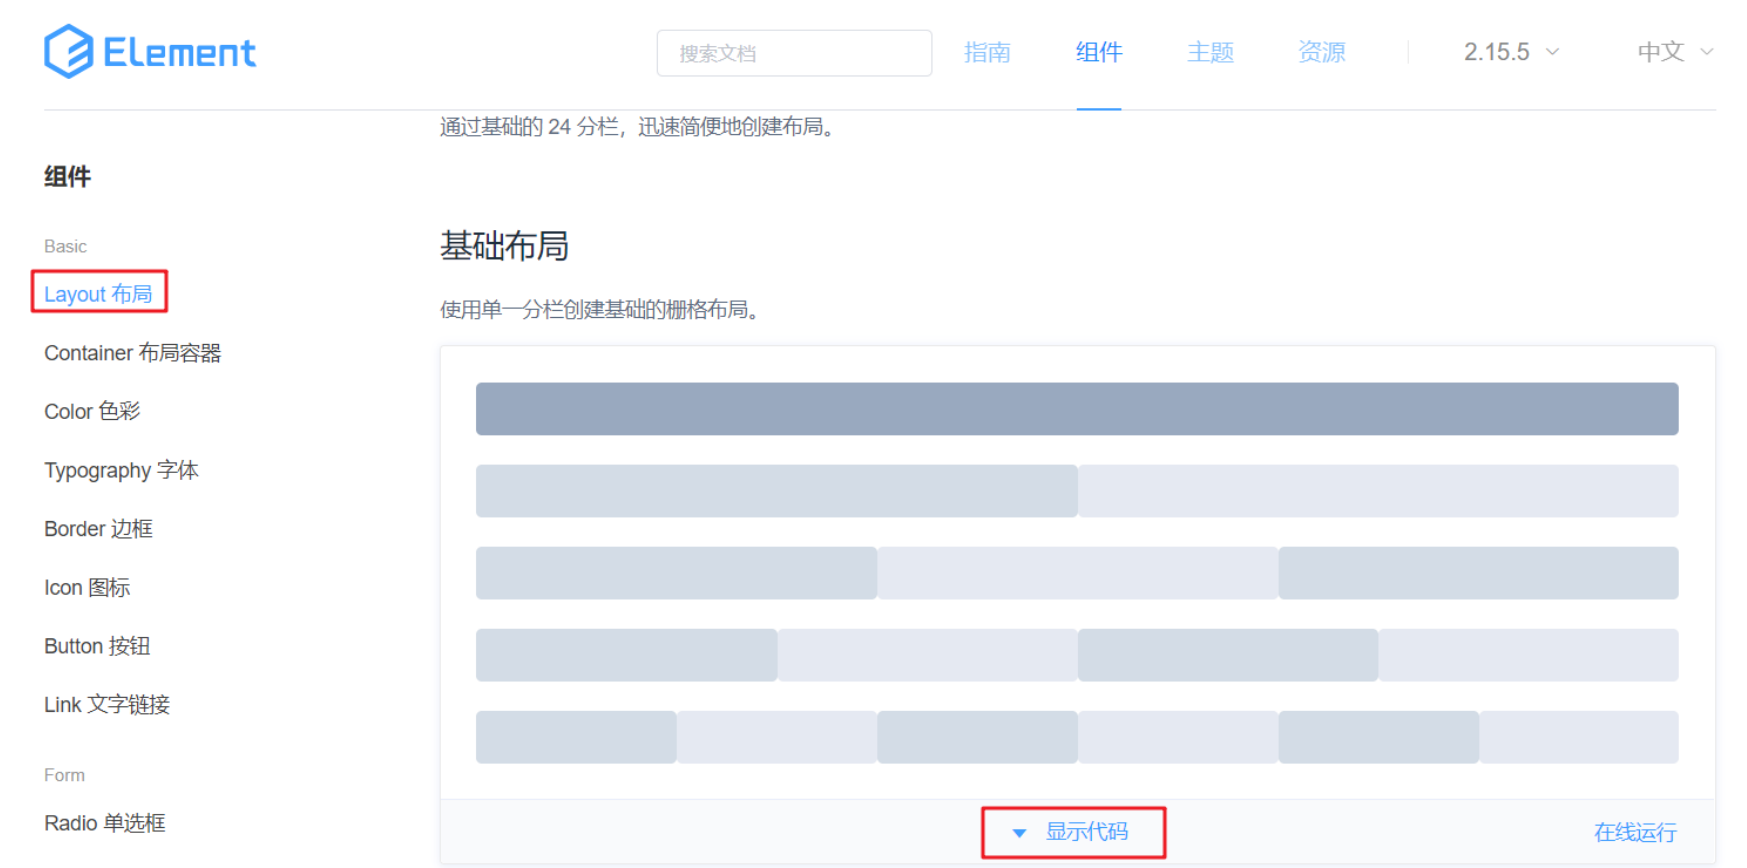 Element
搜索文档
指南
组件
主题
资源
2.15.5
中文
通过基础的 24 分栏，迅速简便地创建布局。
组件
Basic
Layout 布局
Container 布局容器
Color 色彩
Typography 字体
Border 边框
Icon 图标
Button 按钮
Link 文字链接
Form
Radio 单选框
基础布局
使用单一分栏创建基础的栅格布局。
显示代码
在线运行